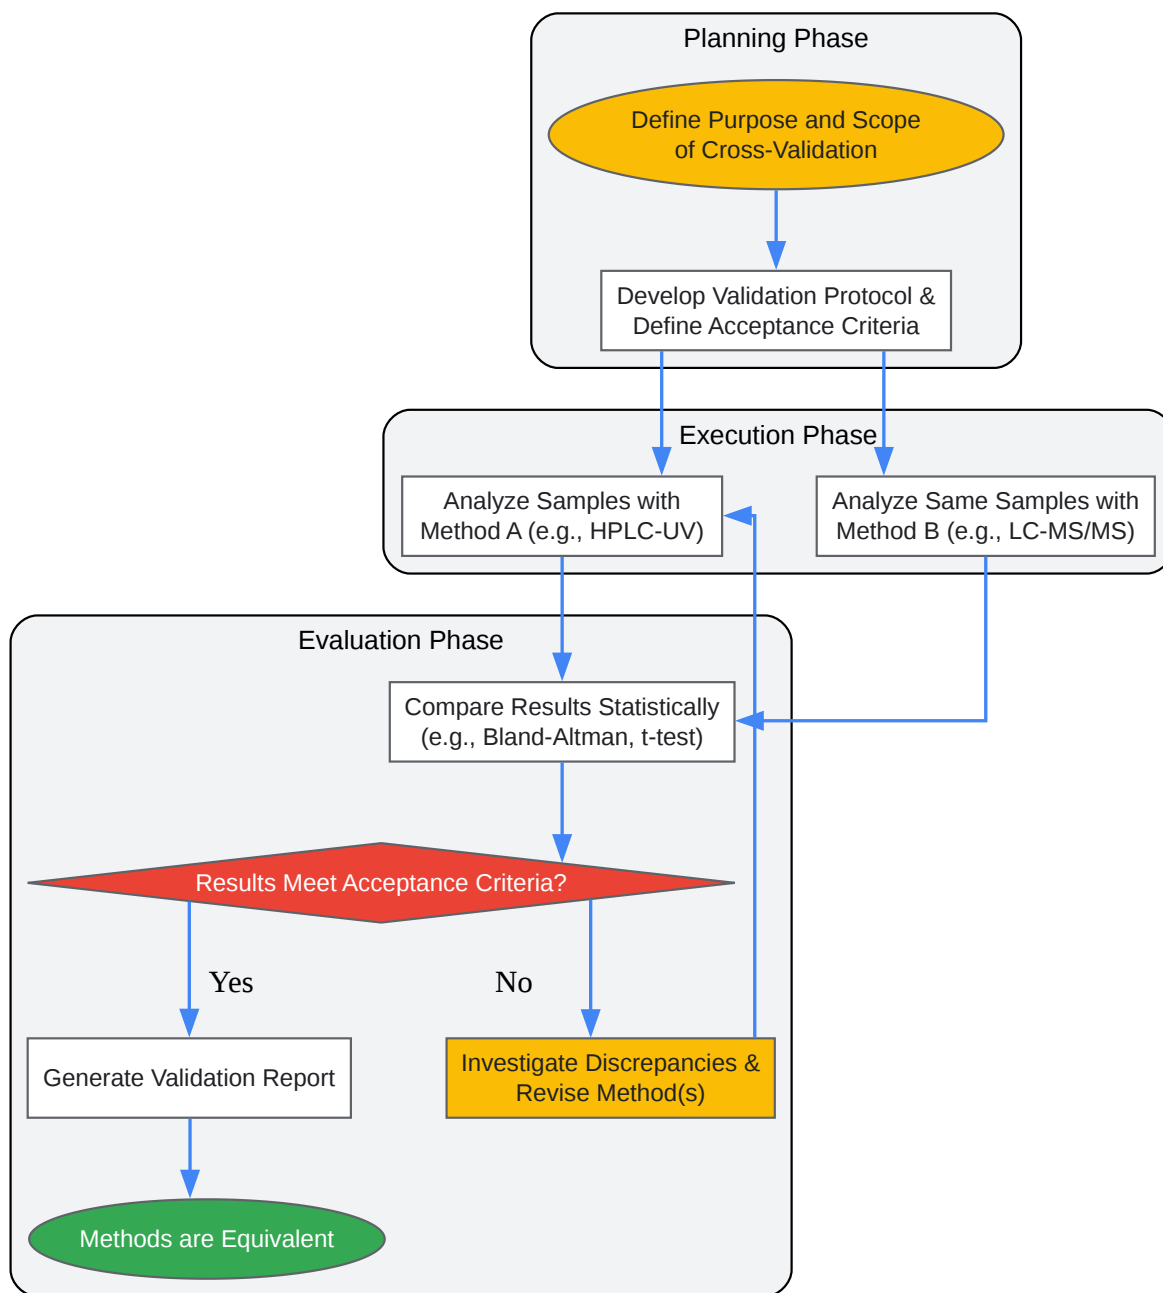 Planning Phase
Define Purpose and Scope
of Cross-Validation
Develop Validation Protocol &
Define Acceptance Criteria
Execution Phase
Analyze Samples with
Method A (e.g., HPLC-UV)
Analyze Same Samples with
Method B (e.g., LC-MS/MS)
Evaluation Phase
Compare Results Statistically
(e.g., Bland-Altman, t-test)
Results Meet Acceptance Criteria?
Yes
No
Generate Validation Report
Investigate Discrepancies &
Revise Method(s)
Methods are Equivalent